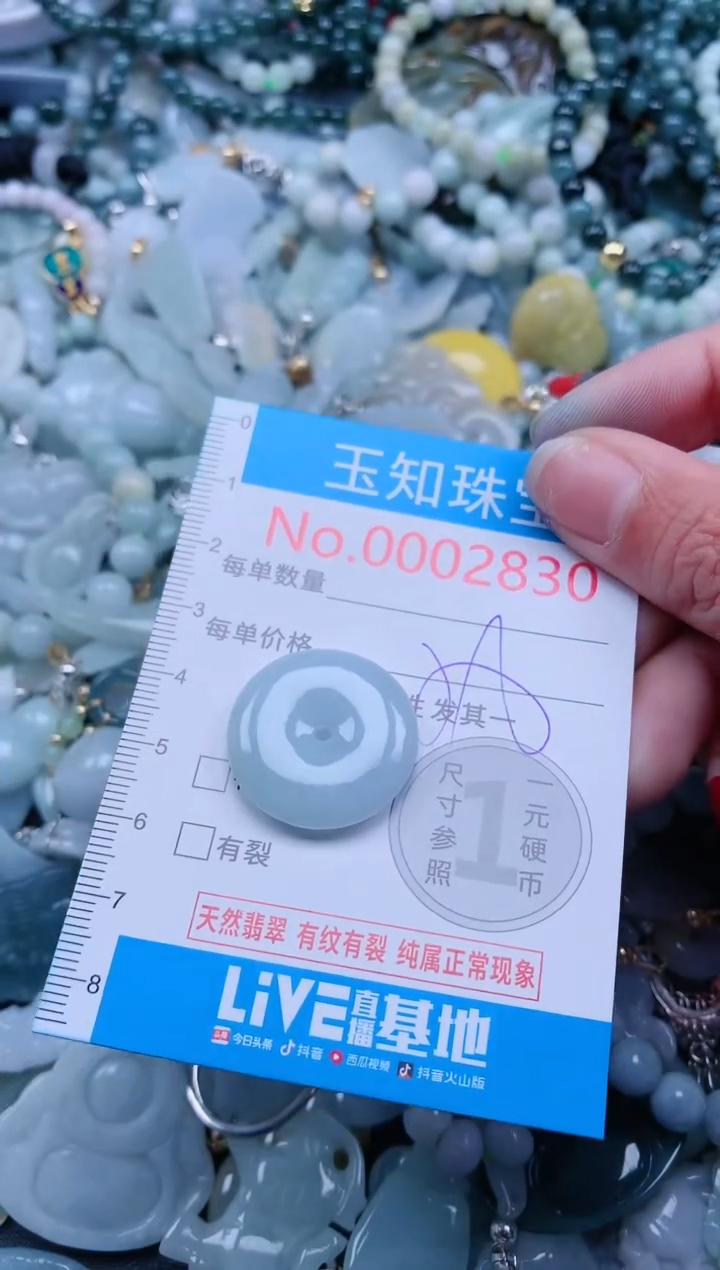 玉知珠宝
No.0002830
每单数量
每单价格
性 发其一
有裂
尺寸参照
1
一元硬币
天然翡翠 有纹有裂 纯属正常现象
LiVE直播基地
头条 今日头条 抖音 西瓜视频 抖音火山版
0
1
2
3
4
5
6
7
8